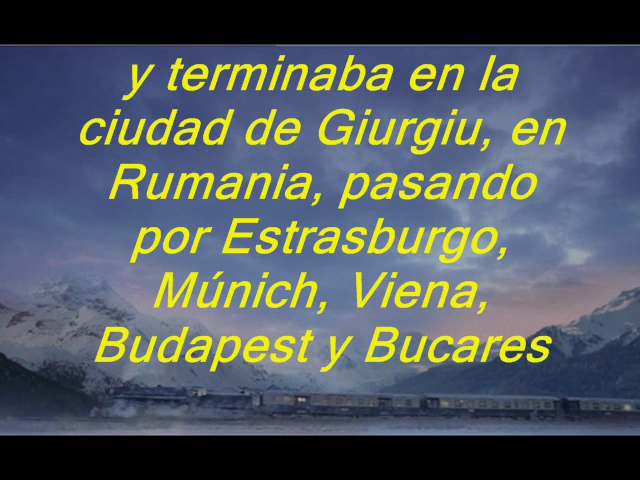 y terminaba en la
ciudad de Giurgiu, en
Rumania, pasando
por Estrasburgo,
Múnich, Viena,
Budapest y Bucares